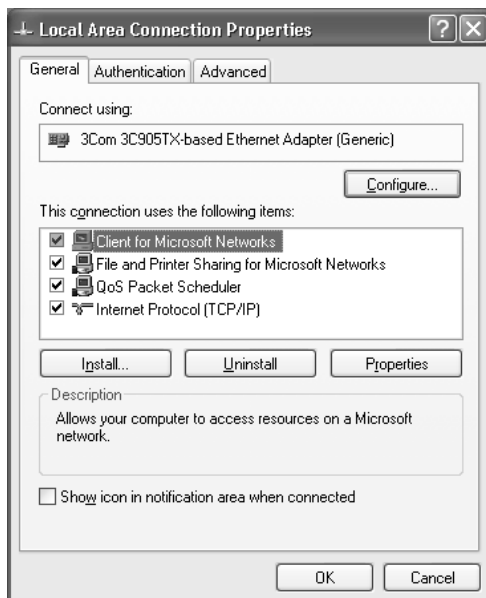 Local Area Connection Properties
General Authentication Advanced
Connect using:
3Com 3C905TX-based Ethernet Adapter (Generic)
Configure...
This connection uses the following items:
Client for Microsoft Networks
File and Printer Sharing for Microsoft Networks
QoS Packet Scheduler
Internet Protocol (TCP/IP)
Install... Uninstall Properties
Description
Allows your computer to access resources on a Microsoft
network.
Show icon in notification area when connected
OK Cancel